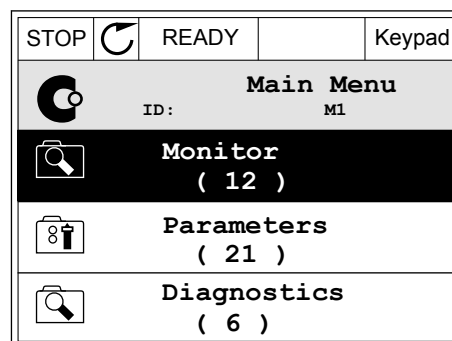 STOP READY Keypad
Main Menu
ID: M1
Monitor
( 12 )
Parameters
( 21 )
Diagnostics
( 6 )